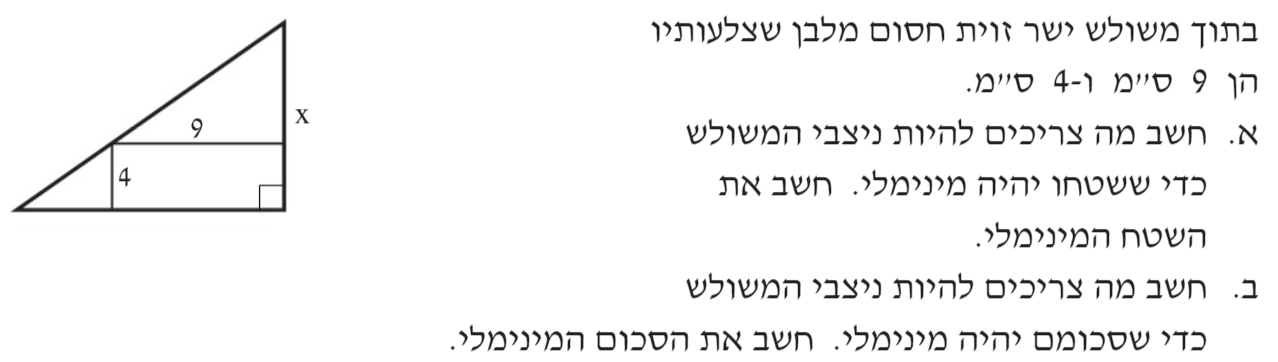 בתוך משולש ישר זוית חסום מלבן שצלעותיו
הן 9 ס״מ ו-4 ס״מ.
א. חשב מה צריכים להיות ניצבי המשולש
כדי ששטחו יהיה מינימלי. חשב את
השטח המינימלי.
ב. חשב מה צריכים להיות ניצבי המשולש
כדי שסכומם יהיה מינימלי. חשב את הסכום המינימלי.
x
9
4